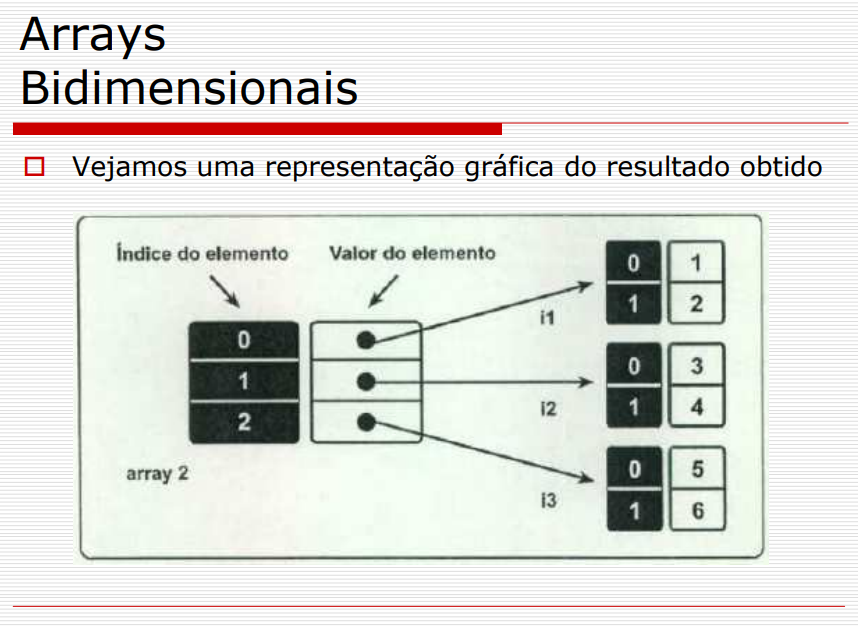 Arrays
Bidimensionais
Vejamos uma representação gráfica do resultado obtido
Índice do elemento Valor do elemento
0
1
2
array 2
i1
i2
i3
0 1
1 2
0 3
1 4
0 5
1 6